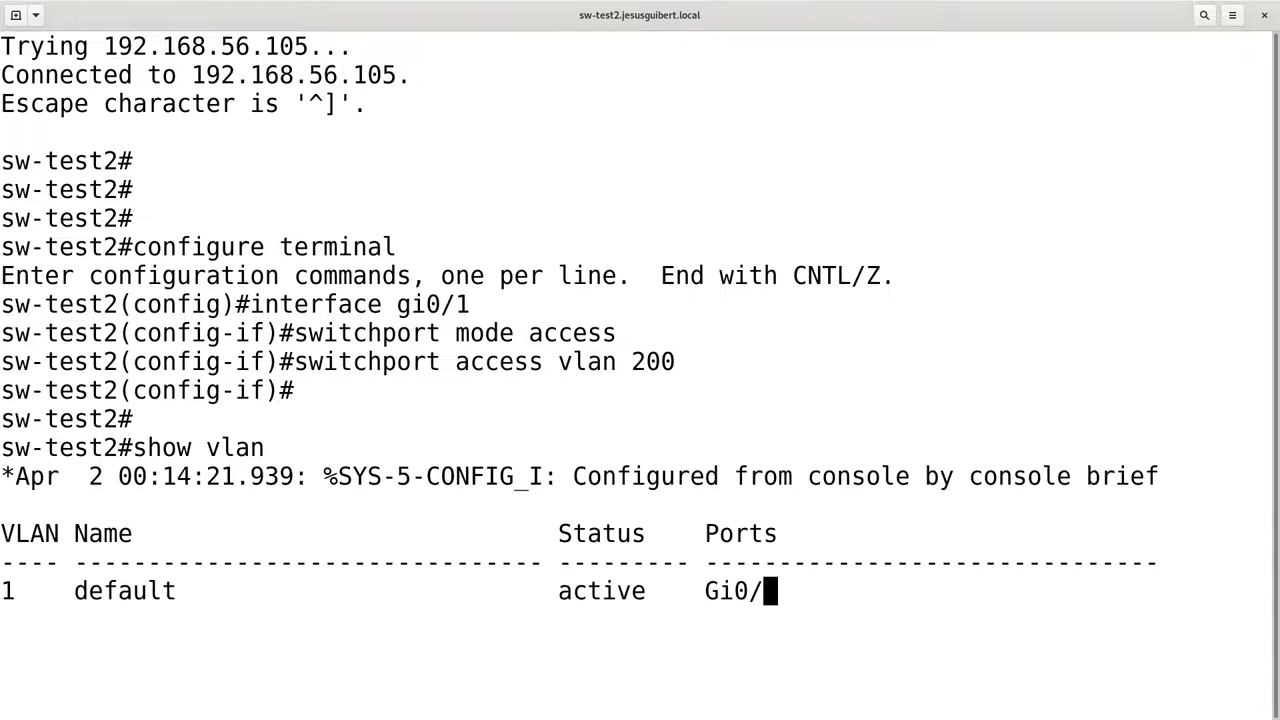 sw-test2.jesusguibert.local
Trying 192.168.56.105...
Connected to 192.168.56.105.
Escape character is '^]'.
sw-test2#
sw-test2#
sw-test2#
sw-test2#configure terminal
Enter configuration commands, one per line.  End with CNTL/Z.
sw-test2(config)#interface gi0/1
sw-test2(config-if)#switchport mode access
sw-test2(config-if)#switchport access vlan 200
sw-test2(config-if)#
sw-test2#
sw-test2#show vlan
*Apr  2 00:14:21.939: %SYS-5-CONFIG_I: Configured from console by console brief
VLAN Name                             Status    Ports
---- -------------------------------- --------- -------------------------------
1    default                          active    Gi0/